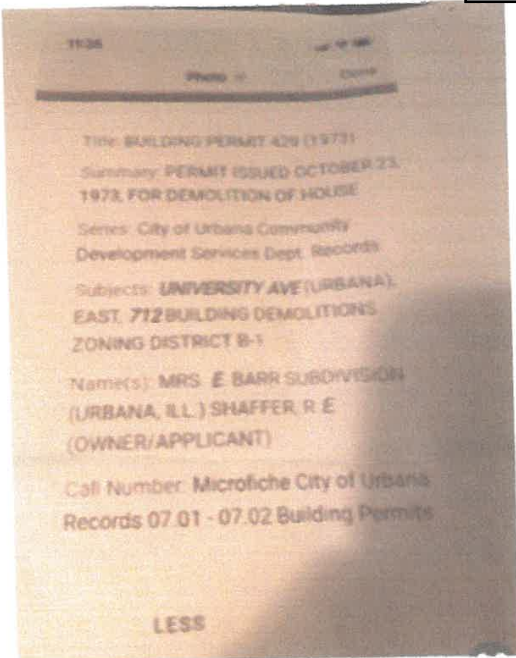 11:36
Photo
Done
Title: BUILDING PERMIT 429 (1973)
Summary: PERMIT ISSUED OCTOBER 23,
1973, FOR DEMOLITION OF HOUSE
Series: City of Urbana Community
Development Services Dept. Records
Subjects: UNIVERSITY AVE (URBANA),
EAST, 712 BUILDING DEMOLITIONS
ZONING DISTRICT B-1
Name(s): MRS E BARR SUBDIVISION
(URBANA, ILL.) SHAFFER, R E
(OWNER/APPLICANT)
Call Number: Microfiche City of Urbana
Records 07.01 - 07.02 Building Permits
LESS